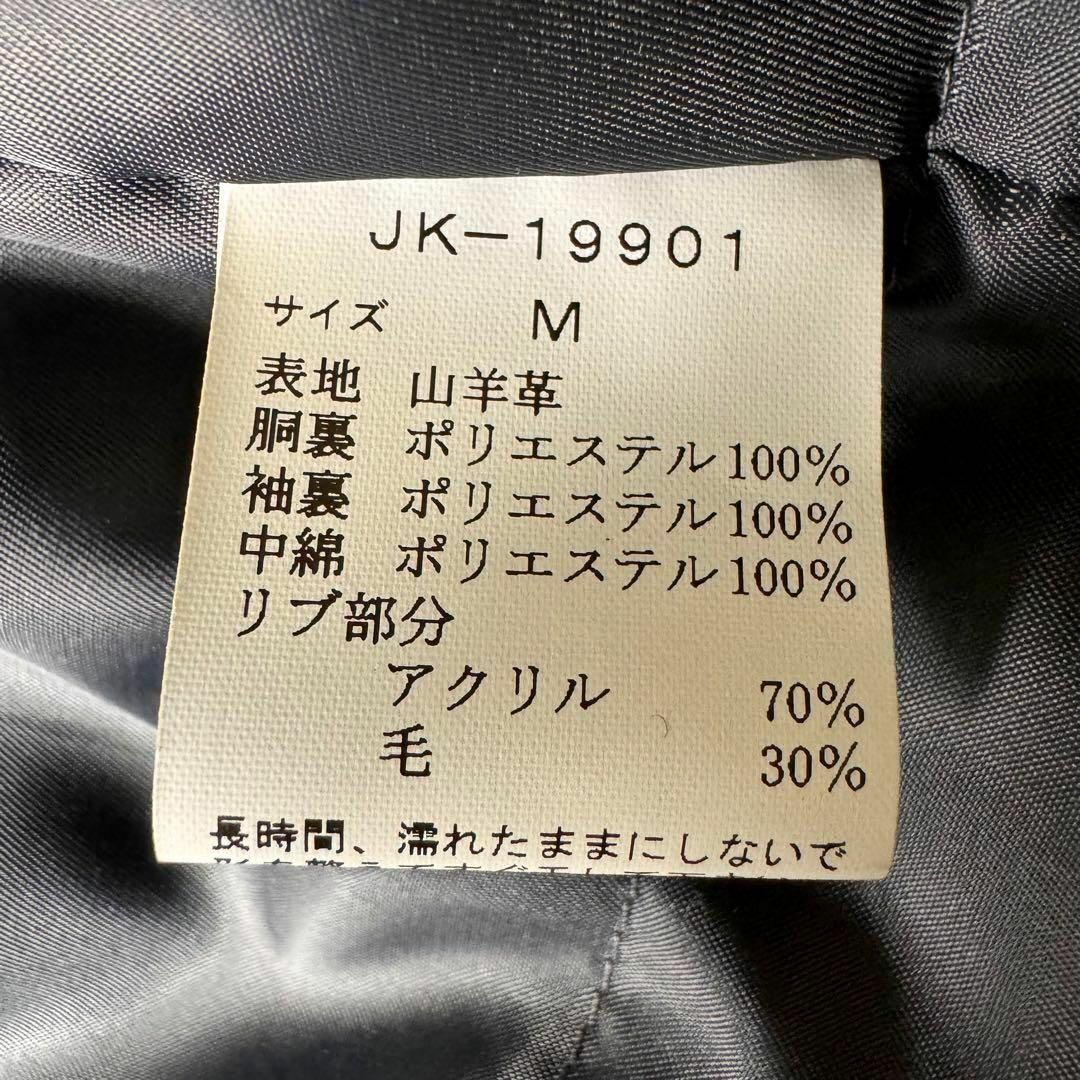 JK-19901
サイズ M
表地 山羊革
胴裏 ポリエステル100%
袖裏 ポリエステル100%
中綿 ポリエステル100%
リブ部分
アクリル 70%
毛 30%
長時間、濡れたままにしないで